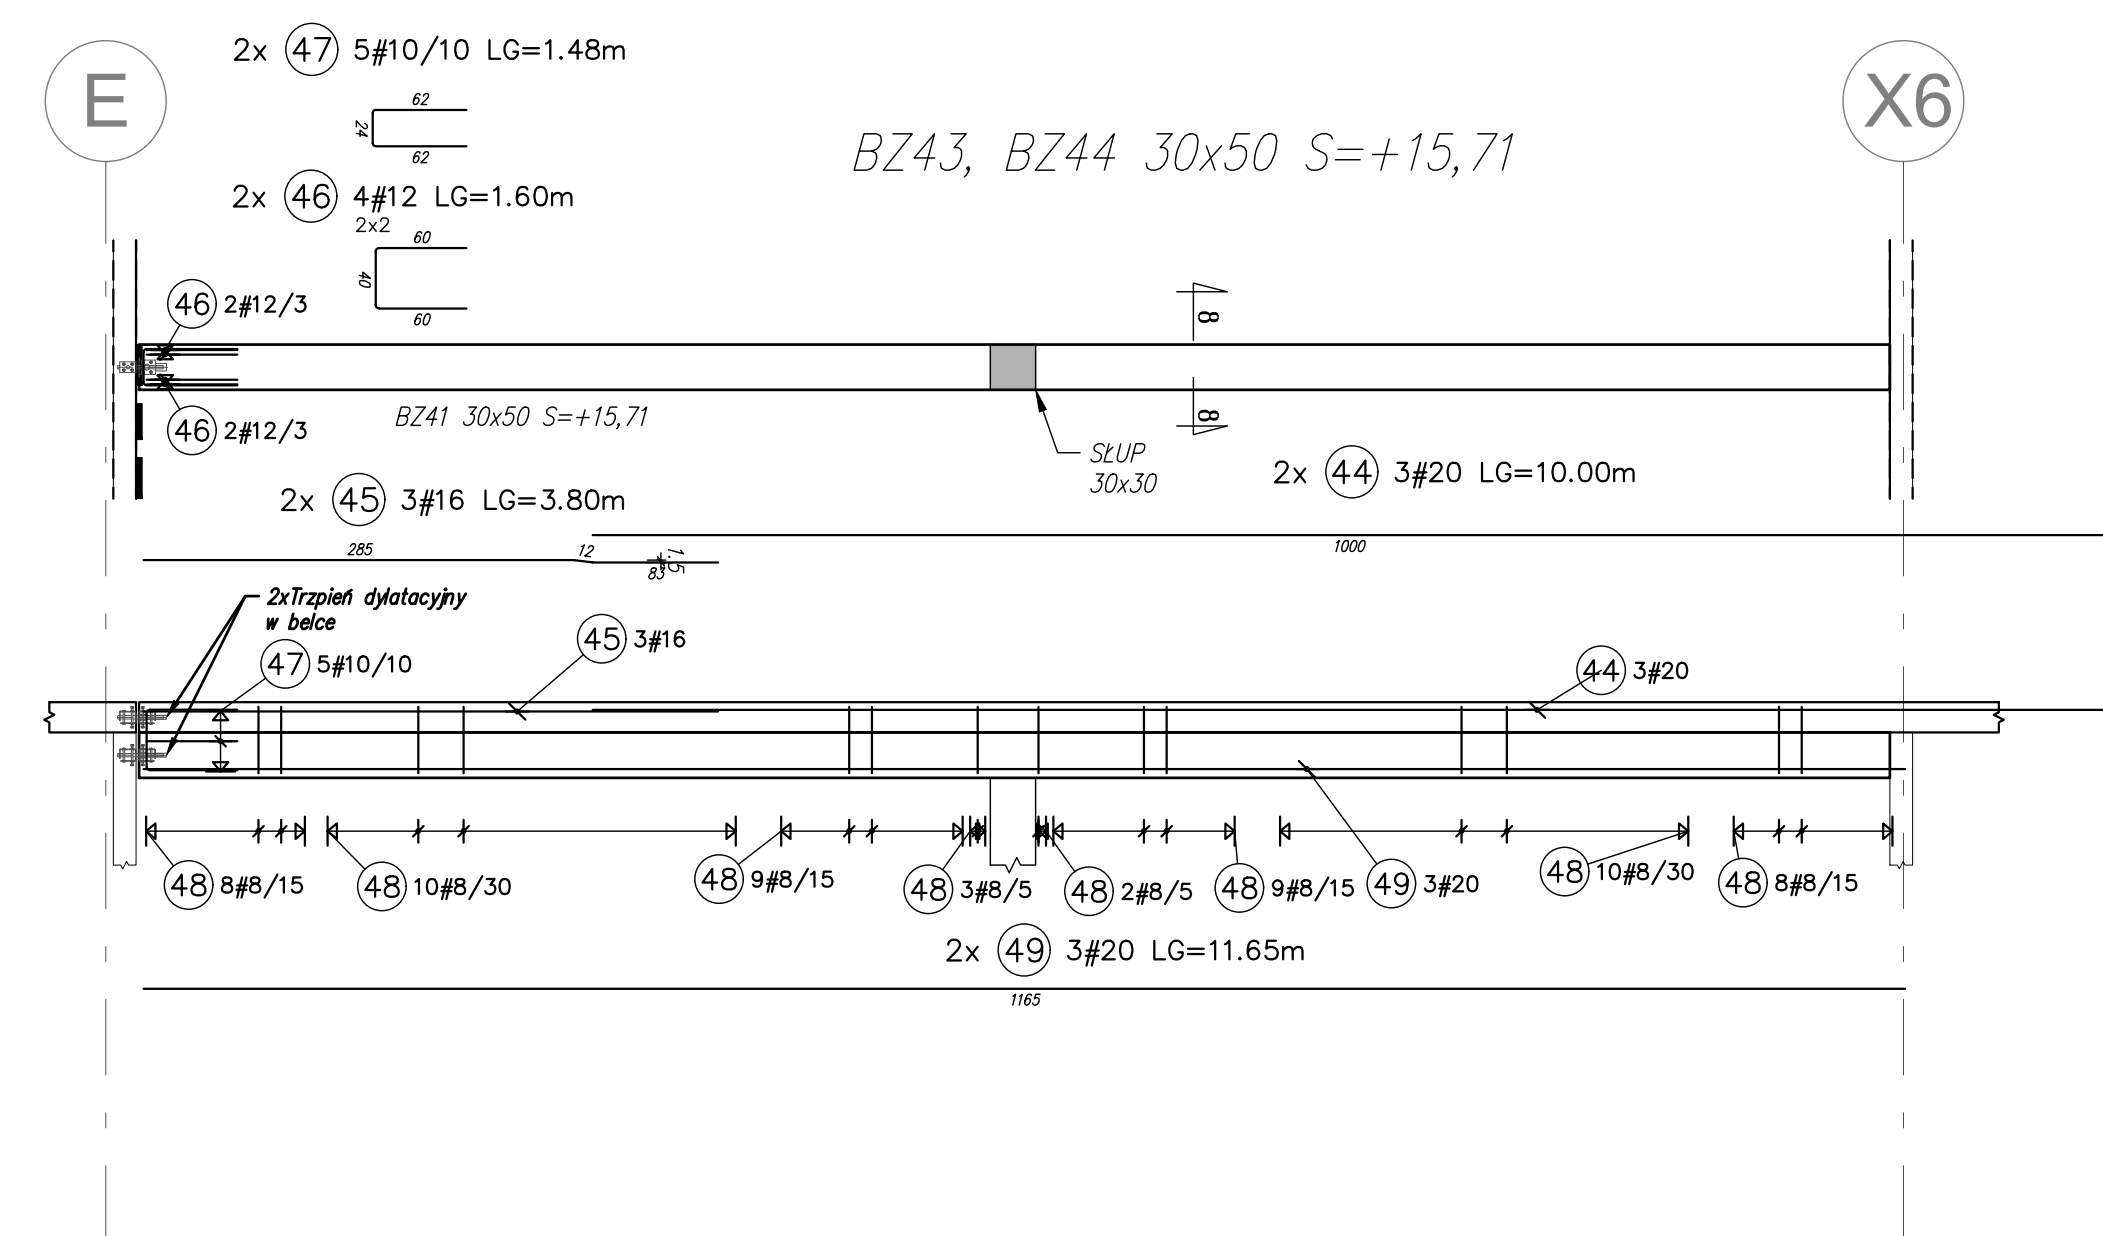 E
2x 47 5#10/10 LG=1.48m
62
24
62
X6
BZ43, BZ44 30x50 S=+15,71
2x 46 4#12 LG=1.60m
2x2
60
40
60
46 2#12/3
8
46 2#12/3
BZ41 30x50 S=+15,71
8
SŁUP
30x30
2x 44 3#20 LG=10.00m
2x 45 3#16 LG=3.80m
285
12
1.5
83
1000
2xTrzpień dylatacyjny
w belce
47 5#10/10
45 3#16
44 3#20
48 8#8/15
48 10#8/30
48 9#8/15
48 3#8/5
48 2#8/5
48 9#8/15
49 3#20
48 10#8/30
48 8#8/15
2x 49 3#20 LG=11.65m
1165